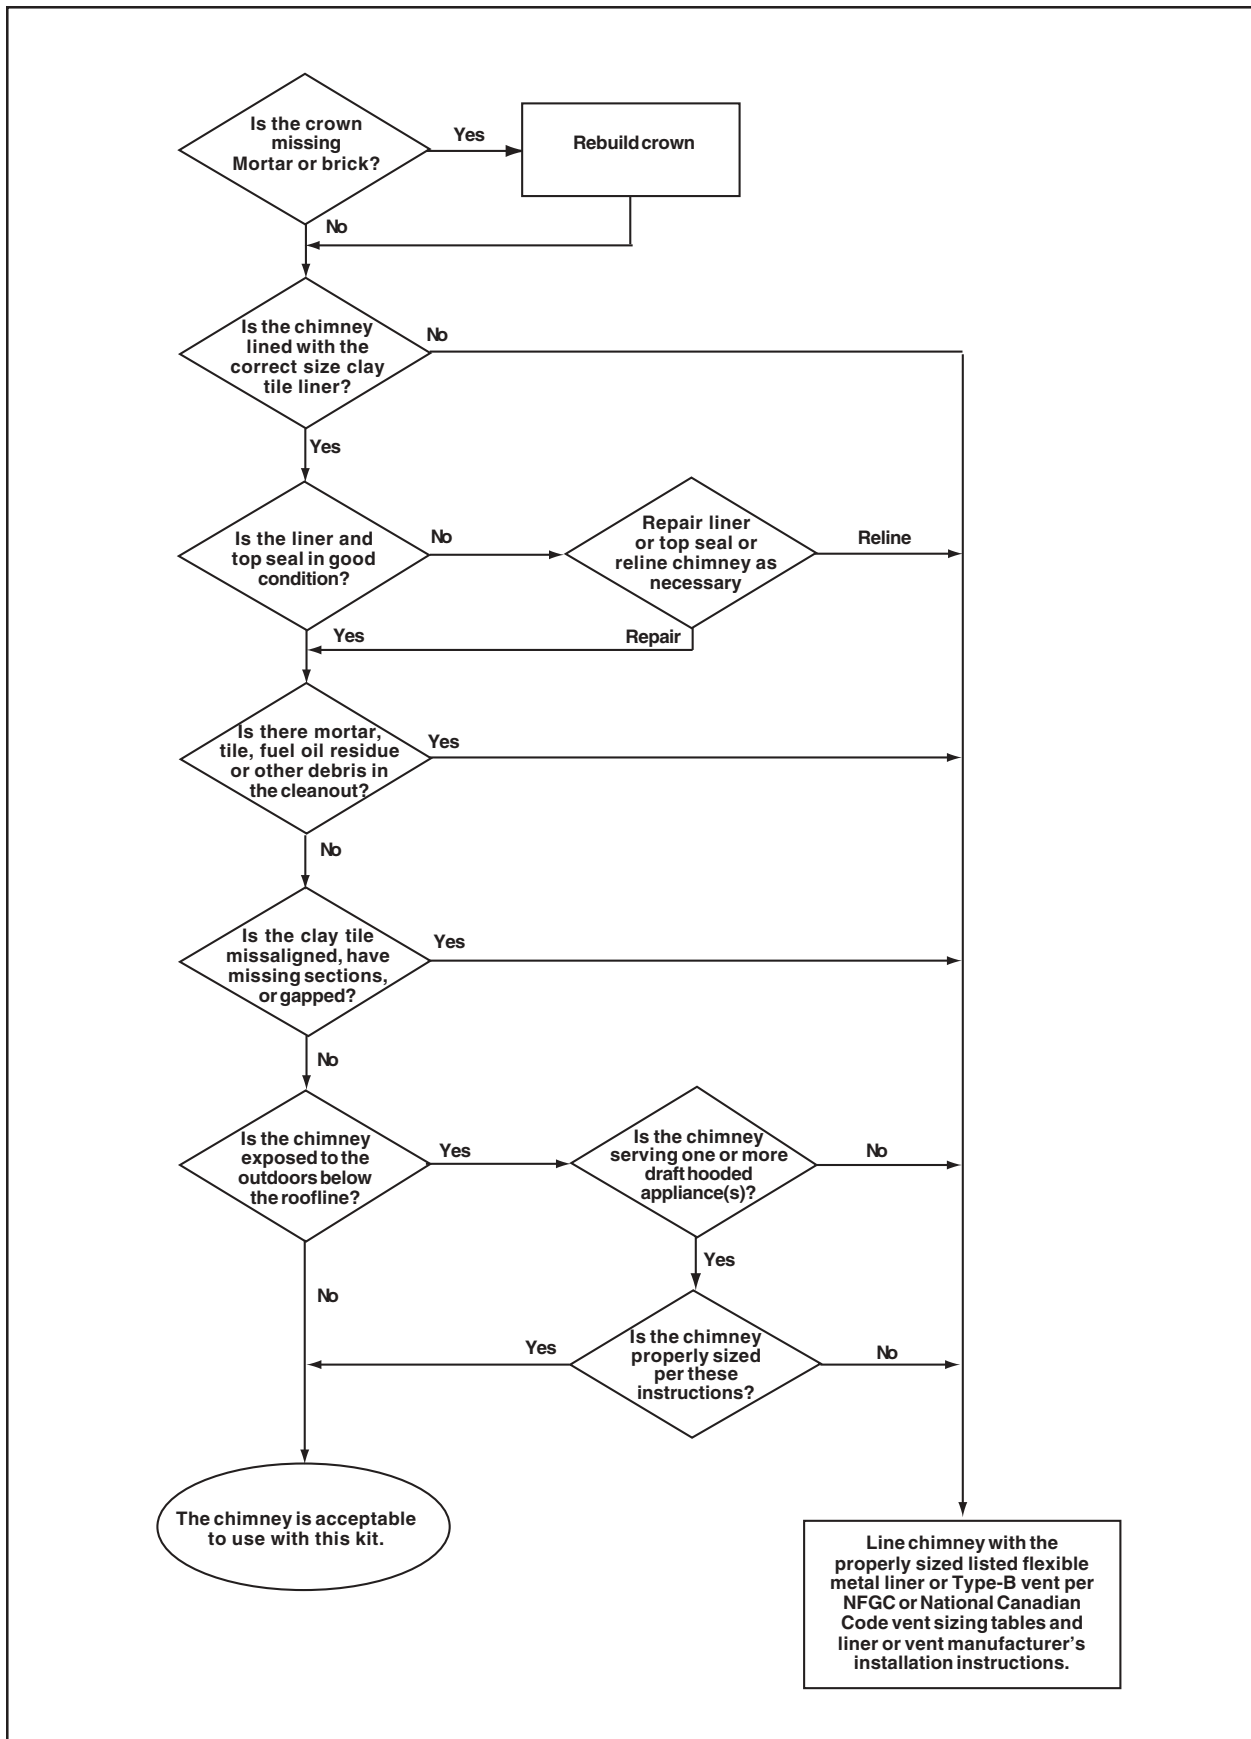 Is the crown
missing
Mortar or brick?
Yes
Rebuild crown
No
Is the chimney
lined with the
correct size clay
tile liner?
No
Yes
Is the liner and
top seal in good
condition?
No
Repair liner
or top seal or
reline chimney as
necessary
Reline
Yes
Repair
Is there mortar,
tile, fuel oil residue
or other debris in
the cleanout?
Yes
No
Is the clay tile
missaligned, have
missing sections,
or gapped?
Yes
No
Is the chimney
exposed to the
outdoors below
the roofline?
Yes
Is the chimney
serving one or more
draft hooded
appliance(s)?
No
Yes
No
Is the chimney
properly sized
per these
instructions?
Yes
No
The chimney is acceptable
to use with this kit.
Line chimney with the
properly sized listed flexible
metal liner or Type-B vent per
NFGC or National Canadian
Code vent sizing tables and
liner or vent manufacturer's
installation instructions.